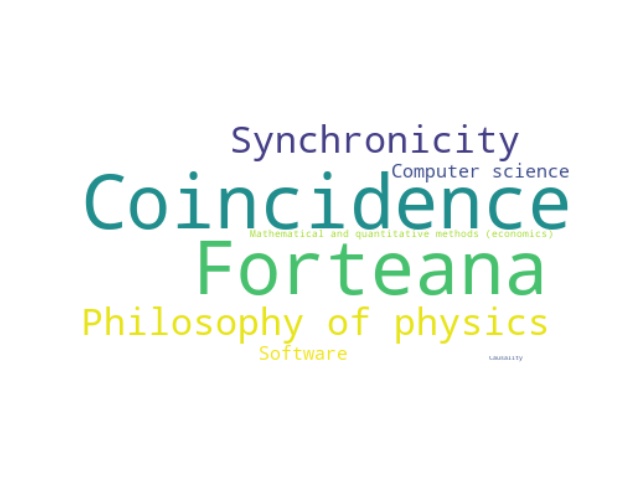 Synchronicity
Computer science
Coincidence
Mathematical and quantitative methods (economics)
Forteana
Philosophy of physics
Software
Causality